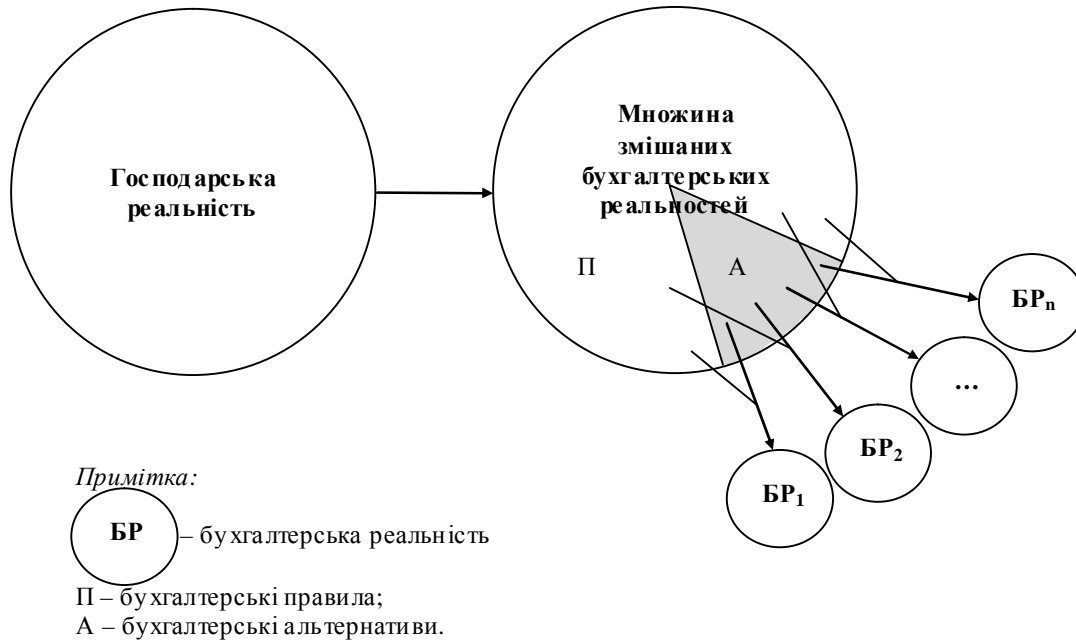 Господарська
реальність
Множина
змішаних
бухгалтерських
реальностей
П
А
БРn
...
БР2
БР1
Примітка:
БР – бухгалтерська реальність
П – бухгалтерські правила;
А – бухгалтерські альтернативи.